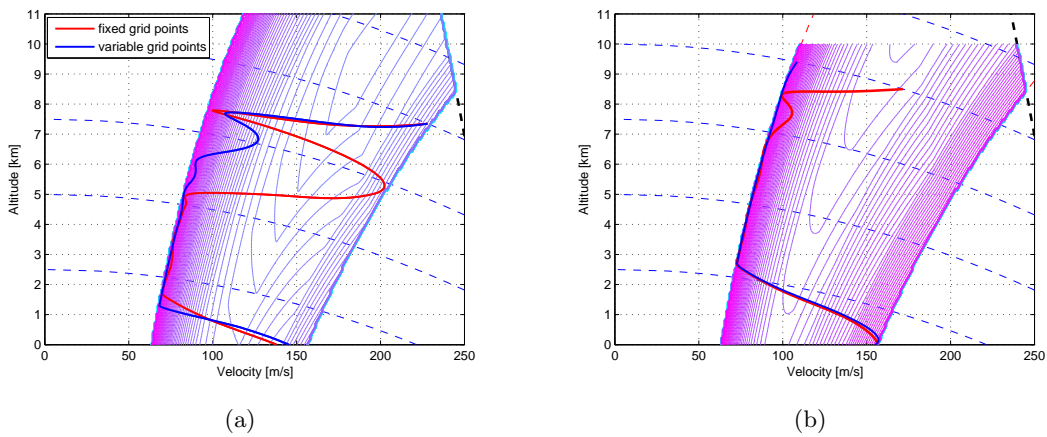 11
10
9
8
7
6
5
4
3
2
1
0
Altitude [km]
fixed grid points
variable grid points
0 50 100 150 200 250
Velocity [m/s]
(a)
11
10
9
8
7
6
5
4
3
2
1
0
Altitude [km]
0 50 100 150 200 250
Velocity [m/s]
(b)